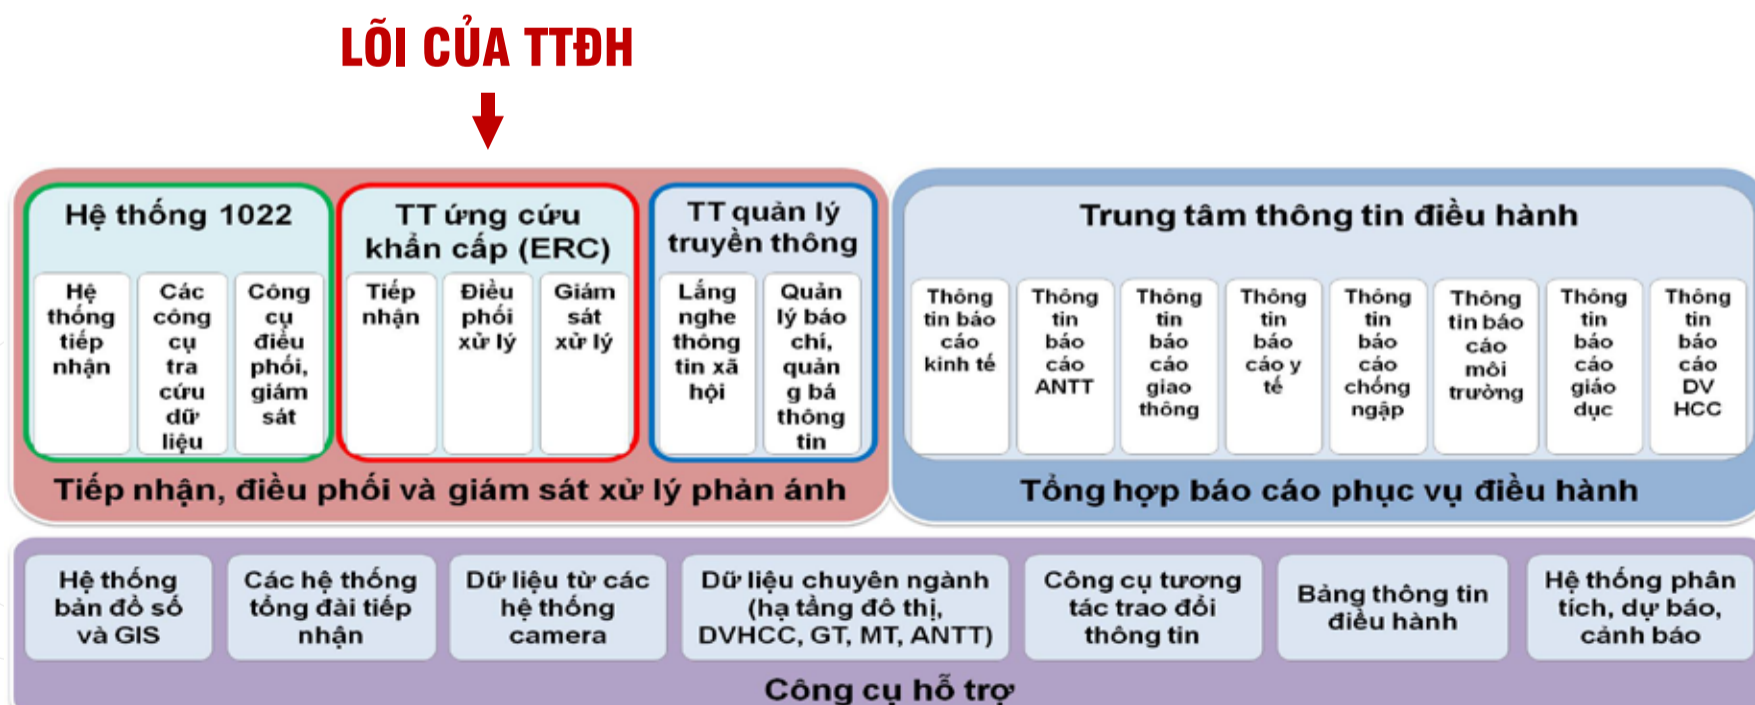 LÕI CỦA TTĐH
Hệ thống 1022
Hệ
thống
tiếp
nhận
Các
công
cụ
tra
cứu
dữ
liệu
Công
cụ
điều
phối,
giám
sát
TT ứng cứu
khẩn cấp (ERC)
Tiếp
nhận
Điều
phối
xử lý
Giám
sát
xử lý
TT quản lý
truyền thông
Lắng
nghe
thông
tin xã
hội
Quản
lý báo
chí,
quản
g bá
thông
tin
Tiếp nhận, điều phối và giám sát xử lý phản ánh
Trung tâm thông tin điều hành
Thông
tin báo
cáo
kinh tế
Thông
tin
báo
cáo
ANTT
Thông
tin
báo
cáo
giao
thông
Thông
tin
báo
cáo y
tế
Thông
tin
báo
cáo
chống
ngập
Thông
tin báo
cáo
môi
trường
Thông
tin
báo
cáo
giáo
dục
Thông
tin
báo
cáo
DV
HCC
Tổng hợp báo cáo phục vụ điều hành
Hệ thống
bản đồ số
và GIS
Các hệ thống
tổng đài tiếp
nhận
Dữ liệu từ các
hệ thống
camera
Dữ liệu chuyên ngành
(hạ tầng đô thị,
DVHCC, GT, MT, ANTT)
Công cụ tương
tác trao đổi
thông tin
Bảng thông tin
điều hành
Hệ thống phân
tích, dự báo,
cảnh báo
Công cụ hỗ trợ